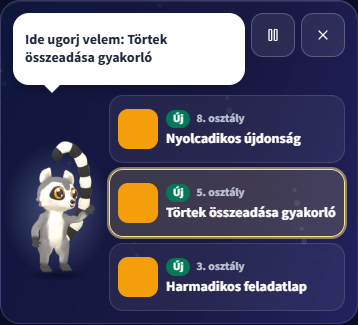 Ide ugorj velem: Törtek
összeadása gyakorló
Új 8. osztály
Nyolcadikos újdonság
Új 5. osztály
Törtek összeadása gyakorló
Új 3. osztály
Harmadikos feladatlap